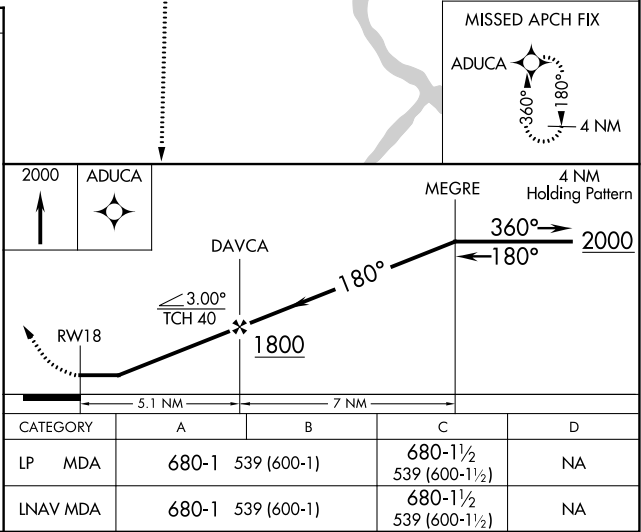 MISSED APCH FIX
ADUCA
360°
180°
4 NM
2000
ADUCA
4 NM
Holding Pattern
MEGRE
360°
180°
2000
DAVCA
180°
3.00°
TCH 40
1800
RW18
5.1 NM
7 NM
CATEGORY A B C D
LP MDA 680-1 539 (600-1) 680-1½ 539 (600-1½) NA
LNAV MDA 680-1 539 (600-1) 680-1½ 539 (600-1½) NA